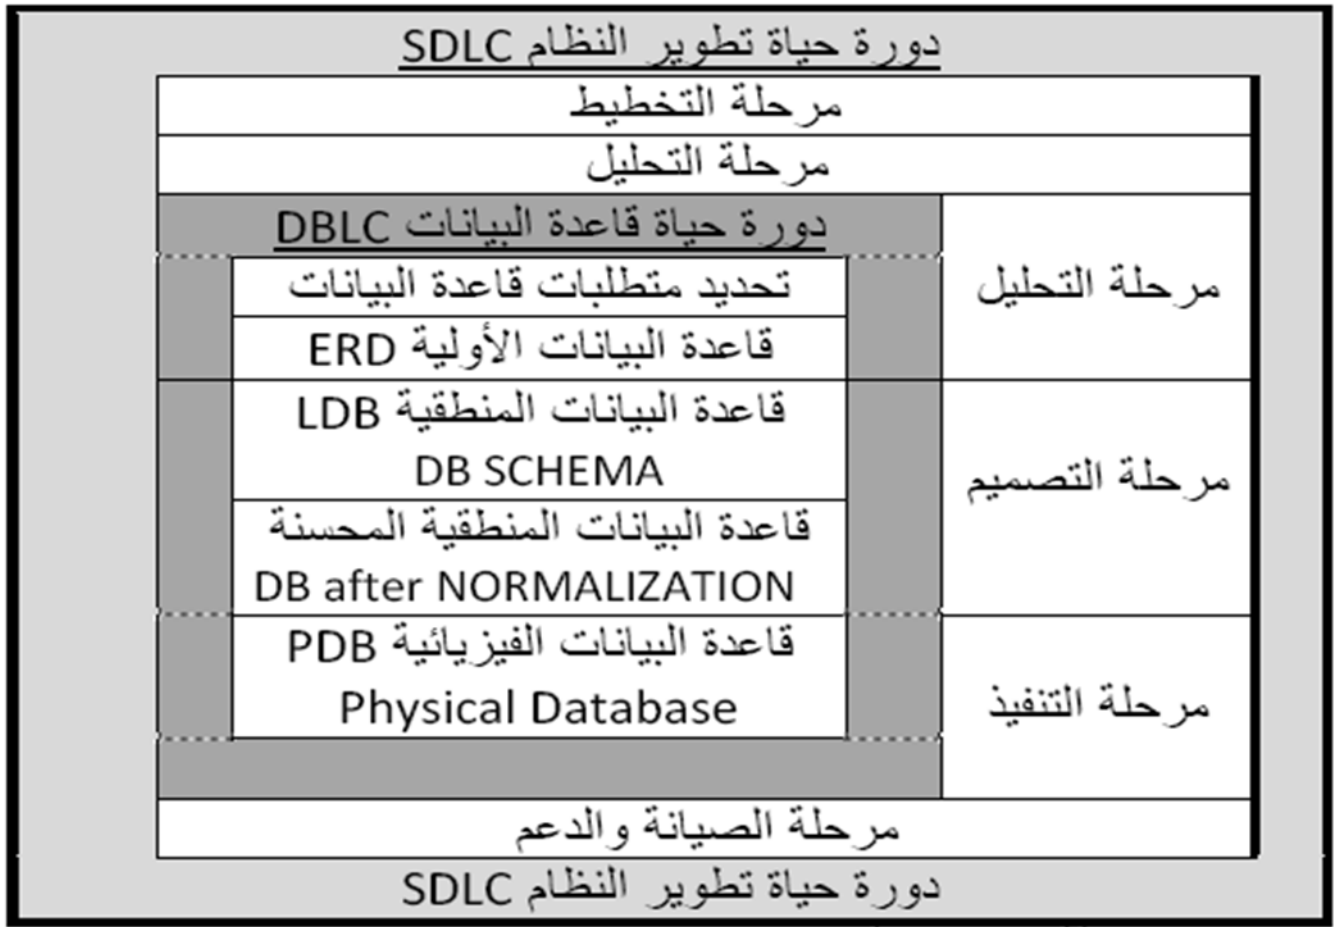 دورة حياة تطوير النظام SDLC
مرحلة التخطيط
مرحلة التحليل
مرحلة التحليل
دورة حياة قاعدة البيانات DBLC
تحديد متطلبات قاعدة البيانات
قاعدة البيانات الأولية ERD
مرحلة التصميم
قاعدة البيانات المنطقية LDB
DB SCHEMA
قاعدة البيانات المنطقية المحسنة
DB after NORMALIZATION
مرحلة التنفيذ
قاعدة البيانات الفيزيائية PDB
Physical Database
مرحلة الصيانة والدعم
دورة حياة تطوير النظام SDLC